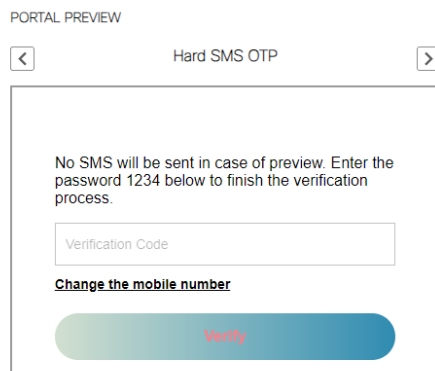 PORTAL PREVIEW
Hard SMS OTP
No SMS will be sent in case of preview. Enter the
password 1234 below to finish the verification
process.
Verification Code
Change the mobile number
Verify